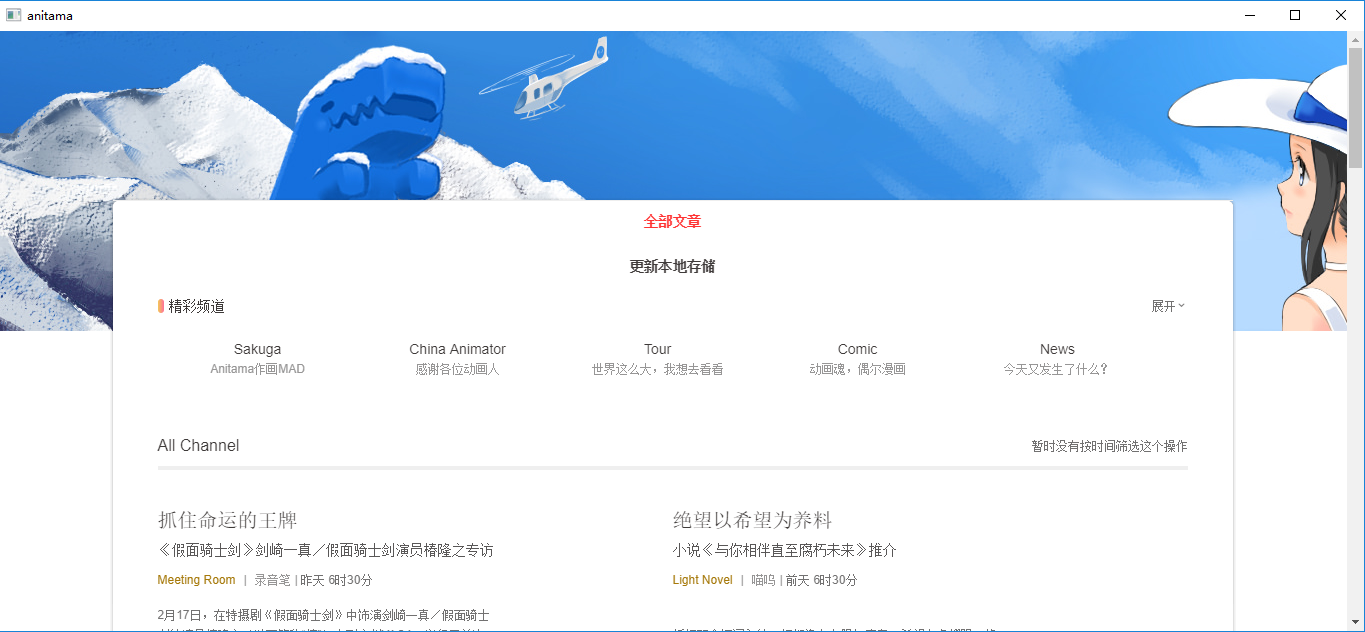 anitama
全部文章
更新本地存储
精彩频道
展开
Sakuga
Anitama作画MAD
China Animator
感谢各位动画人
Tour
世界这么大，我想去看看
Comic
动画魂，偶尔漫画
News
今天又发生了什么？
All Channel
暂时没有按时间筛选这个操作
抓住命运的王牌
《假面骑士剑》剑崎一真／假面骑士剑演员椿隆之专访
Meeting Room | 录音笔 | 昨天 6时30分
2月17日，在特摄剧《假面骑士剑》中饰演剑崎一真／假面骑士
绝望以希望为养料
小说《与你相伴直至腐朽未来》推介
Light Novel | 喵呜 | 前天 6时30分